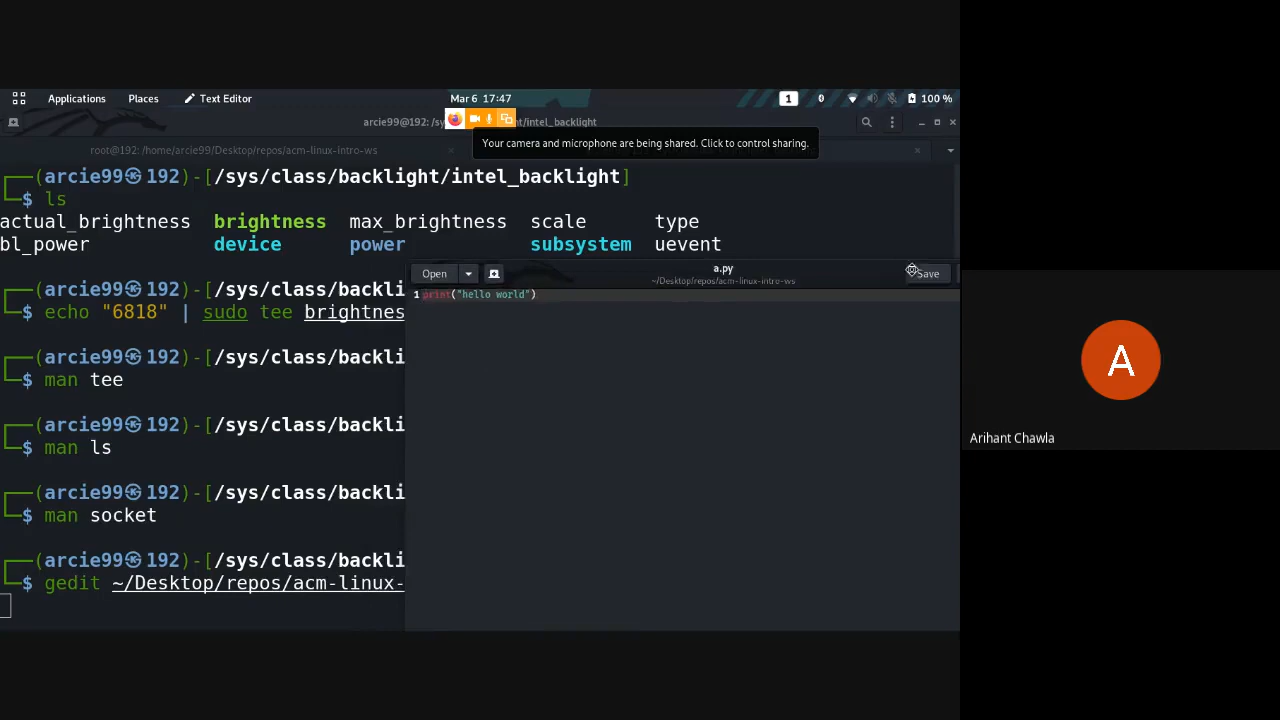 Applications Places Text Editor Mar 6 17:47 1 100 %
arcie99@192: /sy nt/intel_backlight
Your camera and microphone are being shared. Click to control sharing.
root@192: /home/arcie99/Desktop/repos/acm-linux-intro-ws
(arcie99㉿192)-[/sys/class/backlight/intel_backlight]
$ ls
actual_brightness brightness max_brightness scale type
bl_power device power subsystem uevent
(arcie99㉿192)-[/sys/class/backli
$ echo "6818" | sudo tee brightnes
(arcie99㉿192)-[/sys/class/backli
$ man tee
(arcie99㉿192)-[/sys/class/backli
$ man ls
(arcie99㉿192)-[/sys/class/backli
$ man socket
(arcie99㉿192)-[/sys/class/backli
$ gedit ~/Desktop/repos/acm-linux-
Open a.py Save
~/Desktop/repos/acm-linux-intro-ws
1 print("hello world")
A
Arihant Chawla